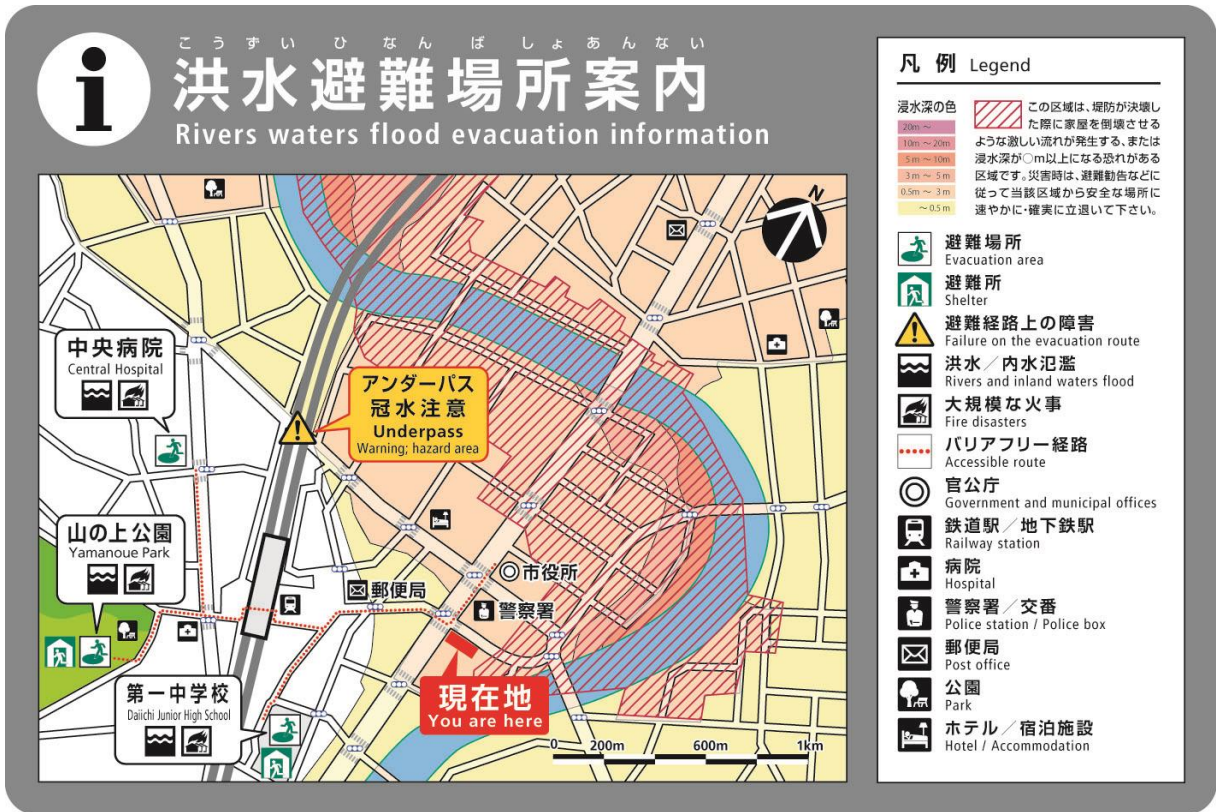 こうずいひなんばしょあんない
洪水避難場所案内
Rivers waters flood evacuation information
N
中央病院
Central Hospital
アンダーパス
冠水注意
Underpass
Warning; hazard area
山の上公園
Yamanoue Park
市役所
郵便局
警察署
現在地
You are here
第一中学校
Daiichi Junior High School
0 200m 600m 1km
凡例 Legend
浸水深の色
20m ~
10m ~ 20m
5m ~ 10m
3m ~ 5m
0.5m ~ 3m
~ 0.5m
この区域は、堤防が決壊し
た際に家屋を倒壊させる
ような激しい流れが発生する、または
浸水深が○m以上になる恐れがある
区域です。災害時は、避難勧告などに
従って当該区域から安全な場所に
速やかに・確実に立退いて下さい。
避難場所
Evacuation area
避難所
Shelter
避難経路上の障害
Failure on the evacuation route
洪水/内水氾濫
Rivers and inland waters flood
大規模な火事
Fire disasters
バリアフリー経路
Accessible route
官公庁
Government and municipal offices
鉄道駅/地下鉄駅
Railway station
病院
Hospital
警察署/交番
Police station / Police box
郵便局
Post office
公園
Park
ホテル/宿泊施設
Hotel / Accommodation